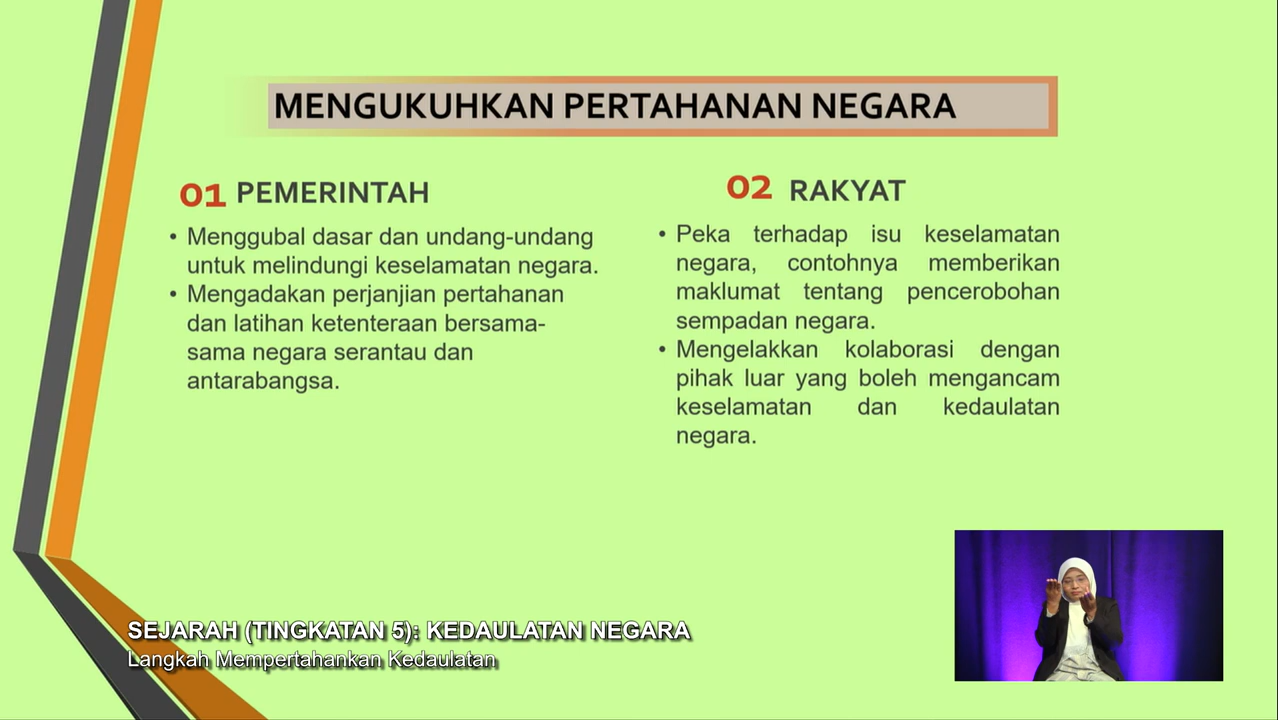 MENGUKUHKAN PERTAHANAN NEGARA
01 PEMERINTAH
• Menggubal dasar dan undang-undang
untuk melindungi keselamatan negara.
• Mengadakan perjanjian pertahanan
dan latihan ketenteraan bersama-
sama negara serantau dan
antarabangsa.
02 RAKYAT
• Peka terhadap isu keselamatan
negara, contohnya memberikan
maklumat tentang pencerobohan
sempadan negara.
• Mengelakkan kolaborasi dengan
pihak luar yang boleh mengancam
keselamatan dan kedaulatan
negara.
SEJARAH (TINGKATAN 5): KEDAULATAN NEGARA
Langkah Mempertahankan Kedaulatan